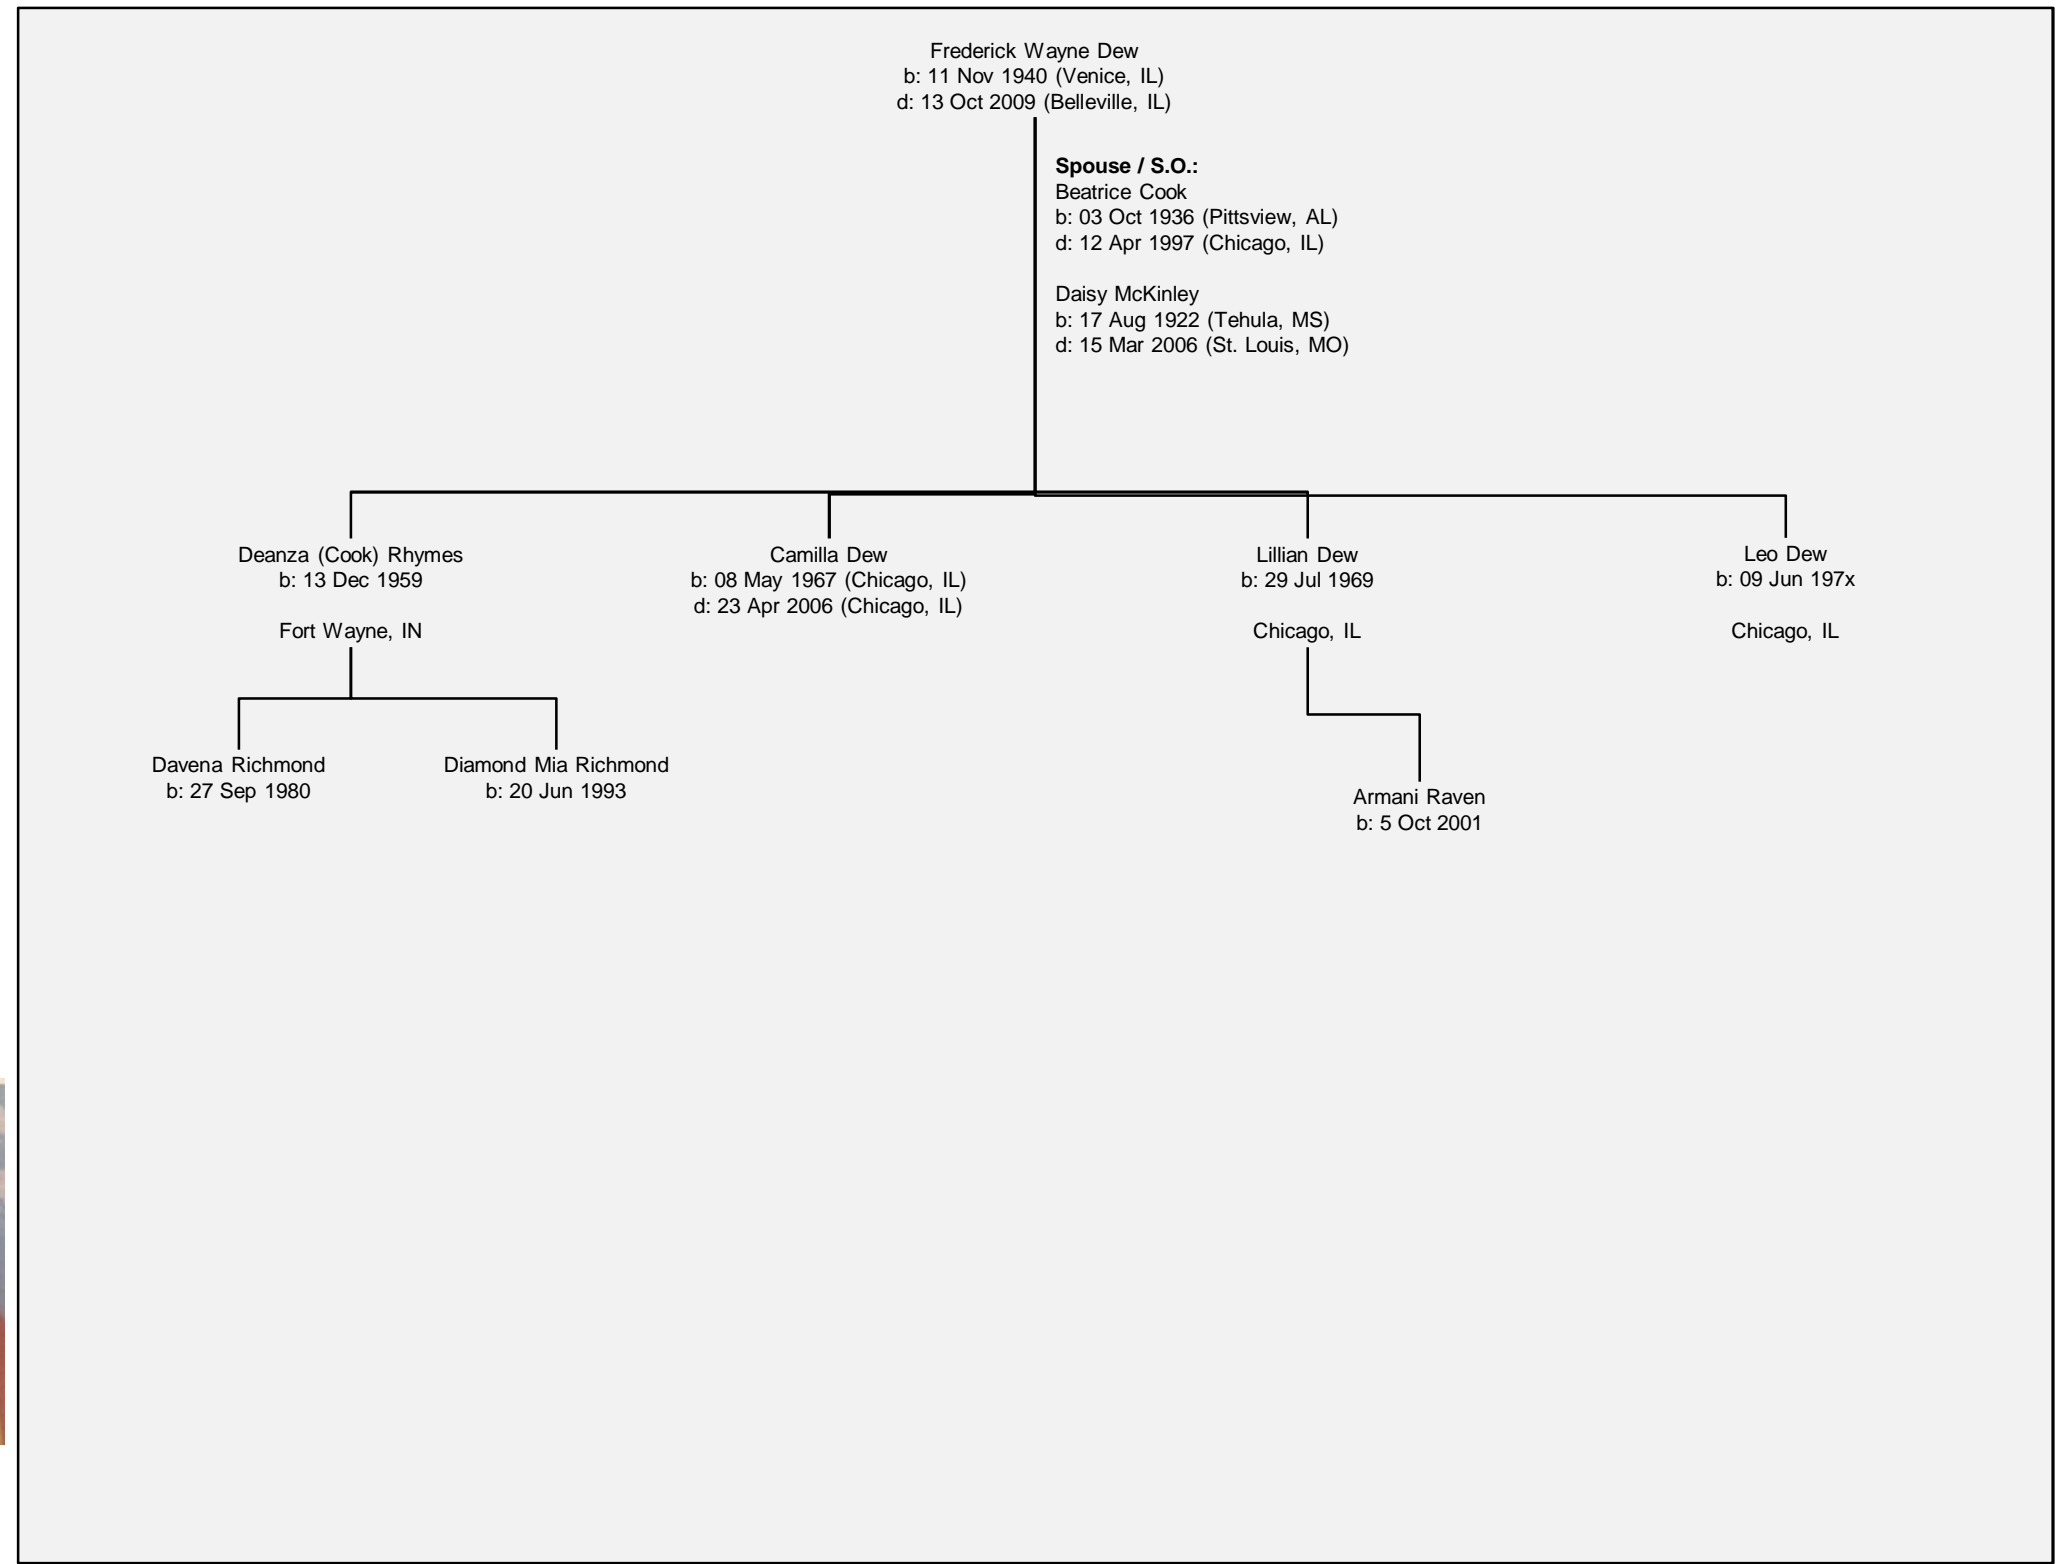 Frederick Wayne Dew
b: 11 Nov 1940 (Venice, IL)
d: 13 Oct 2009 (Belleville, IL)
Spouse / S.O.:
Beatrice Cook
b: 03 Oct 1936 (Pittsview, AL)
d: 12 Apr 1997 (Chicago, IL)
Daisy McKinley
b: 17 Aug 1922 (Tehula, MS)
d: 15 Mar 2006 (St. Louis, MO)
Deanza (Cook) Rhymes
b: 13 Dec 1959
Fort Wayne, IN
Camilla Dew
b: 08 May 1967 (Chicago, IL)
d: 23 Apr 2006 (Chicago, IL)
Lillian Dew
b: 29 Jul 1969
Chicago, IL
Leo Dew
b: 09 Jun 197x
Chicago, IL
Davena Richmond
b: 27 Sep 1980
Diamond Mia Richmond
b: 20 Jun 1993
Armani Raven
b: 5 Oct 2001